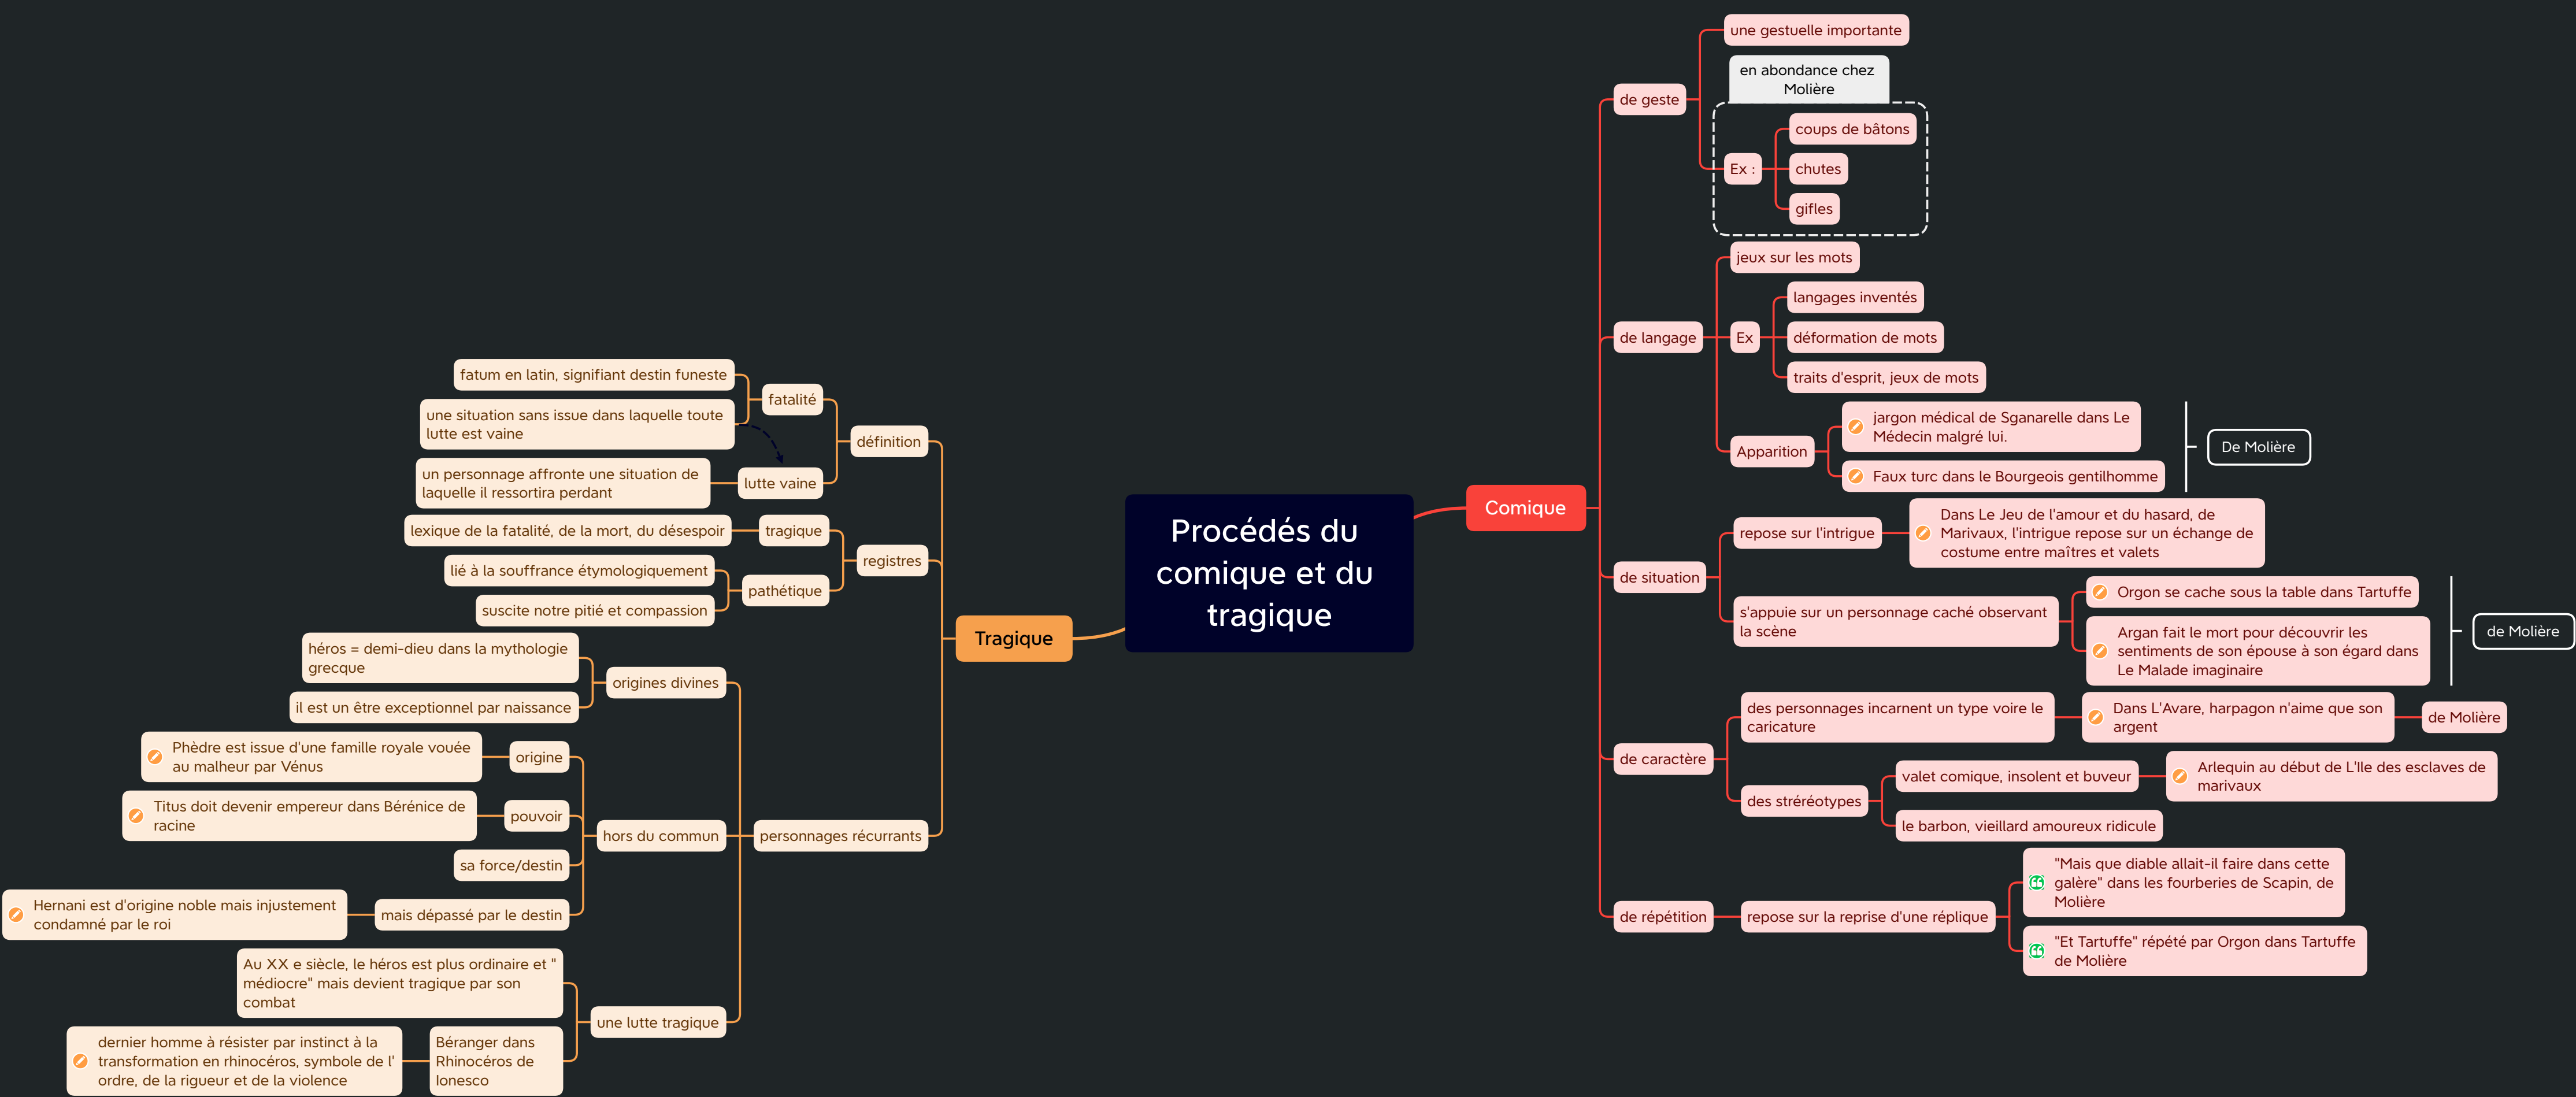 Procédés du
comique et du
tragique
Comique
de geste
une gestuelle importante
en abondance chez
Molière
Ex :
coups de bâtons
chutes
gifles
de langage
jeux sur les mots
Ex
langages inventés
déformation de mots
traits d'esprit, jeux de mots
Apparition
jargon médical de Sganarelle dans Le
Médecin malgré lui.
Faux turc dans le Bourgeois gentilhomme
De Molière
de situation
repose sur l'intrigue
Dans Le Jeu de l'amour et du hasard, de
Marivaux, l'intrigue repose sur un échange de
costume entre maîtres et valets
s'appuie sur un personnage caché observant
la scène
Orgon se cache sous la table dans Tartuffe
Argan fait le mort pour découvrir les
sentiments de son épouse à son égard dans
Le Malade imaginaire
de Molière
de caractère
des personnages incarnent un type voire le
caricature
Dans L'Avare, harpagon n'aime que son
argent
de Molière
des stréréotypes
valet comique, insolent et buveur
Arlequin au début de L'Ile des esclaves de
marivaux
le barbon, vieillard amoureux ridicule
de répétition
repose sur la reprise d'une réplique
"Mais que diable allait-il faire dans cette
galère" dans les fourberies de Scapin, de
Molière
"Et Tartuffe" répété par Orgon dans Tartuffe
de Molière
Tragique
définition
fatalité
fatum en latin, signifiant destin funeste
une situation sans issue dans laquelle toute
lutte est vaine
lutte vaine
un personnage affronte une situation de
laquelle il ressortira perdant
registres
tragique
lexique de la fatalité, de la mort, du désespoir
pathétique
lié à la souffrance étymologiquement
suscite notre pitié et compassion
personnages récurrants
origines divines
héros = demi-dieu dans la mythologie
grecque
il est un être exceptionnel par naissance
hors du commun
origine
Phèdre est issue d'une famille royale vouée
au malheur par Vénus
pouvoir
Titus doit devenir empereur dans Bérénice de
racine
sa force/destin
mais dépassé par le destin
Hernani est d'origine noble mais injustement
condamné par le roi
une lutte tragique
Au XX e siècle, le héros est plus ordinaire et "
médiocre" mais devient tragique par son
combat
Béranger dans
Rhinocéros de
Ionesco
dernier homme à résister par instinct à la
transformation en rhinocéros, symbole de l'
ordre, de la rigueur et de la violence